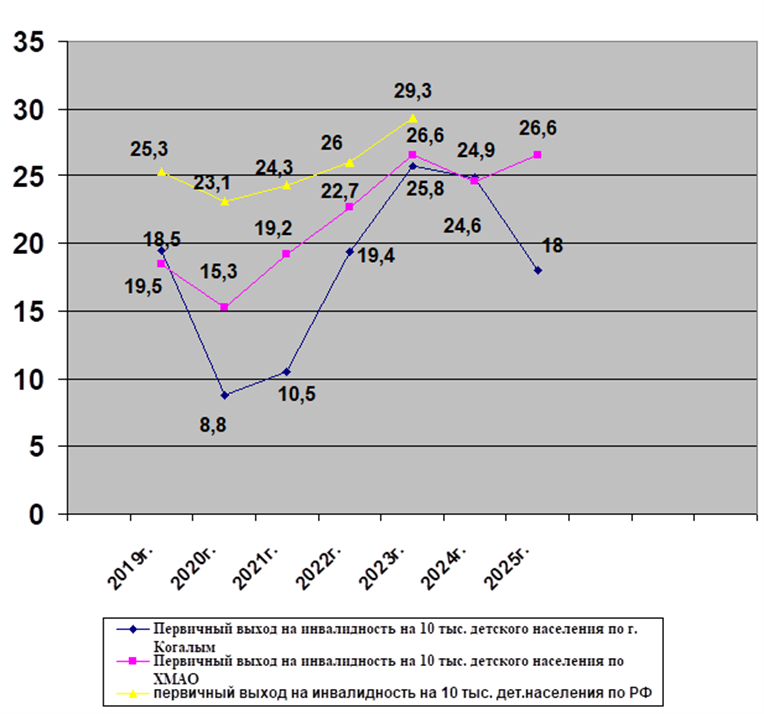 35
30
25
20
15
10
5
0
29,3
25,3
26
26,6
24,9
26,6
24,3
23,1
22,7
25,8
19,2
24,6
18,5
18
15,3
19,4
19,5
10,5
8,8
2019г.
2020г.
2021г.
2022г.
2023г.
2024г.
2025г.
Первичный выход на инвалидность на 10 тыс. детского населения по г.
Когалым
Первичный выход на инвалидность на 10 тыс. детского населения по
ХМАО
первичный выход на инвалидность на 10 тыс. дет.населения по РФ